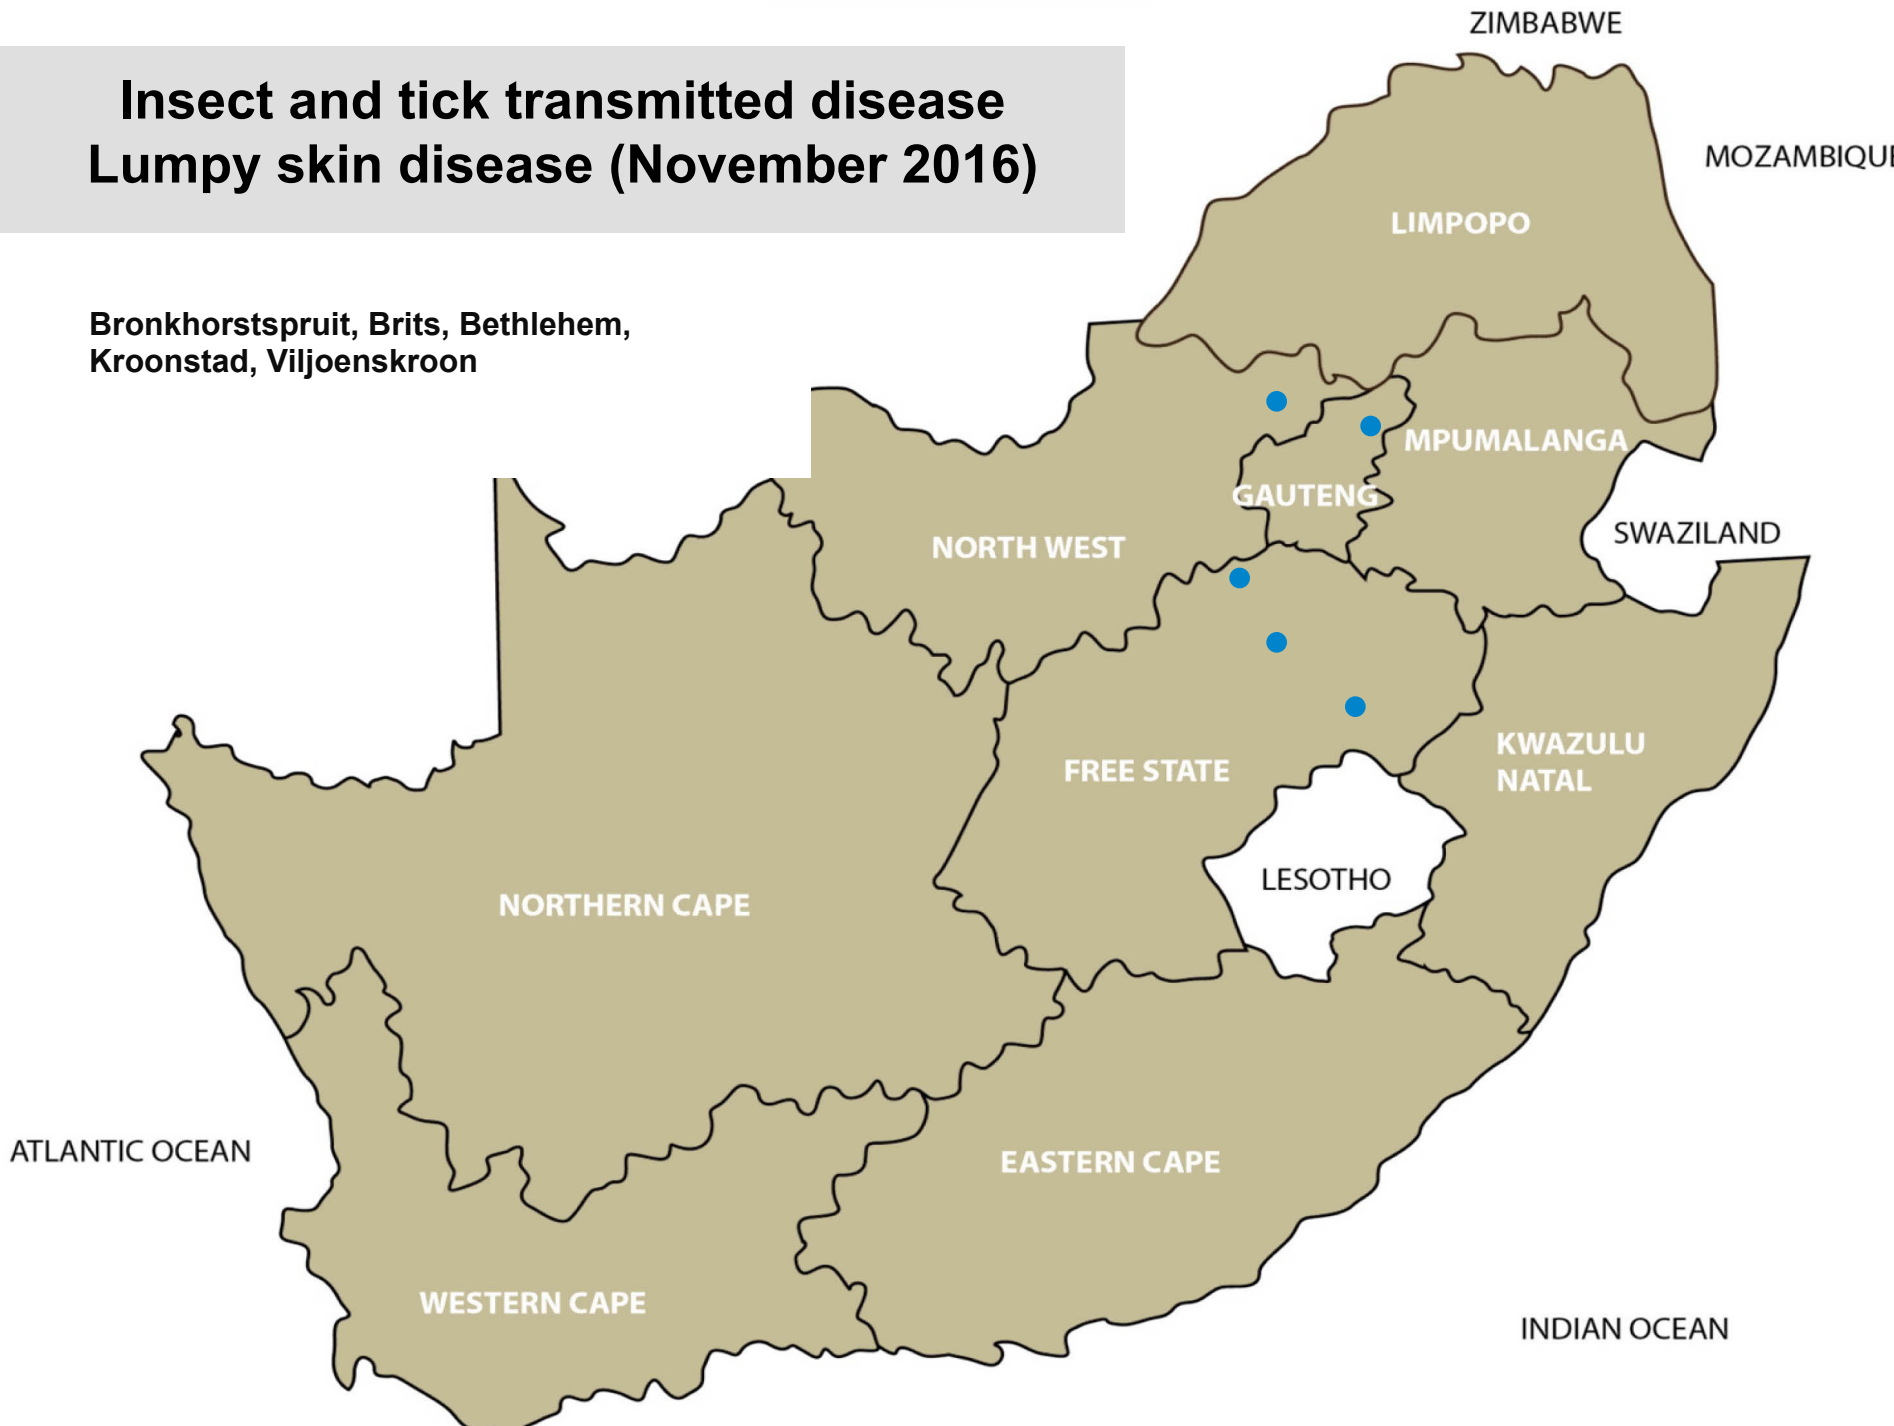 ZIMBABWE
Insect and tick transmitted disease
Lumpy skin disease (November 2016)
MOZAMBIQUE
LIMPOPO
Bronkhorstspruit, Brits, Bethlehem,
Kroonstad, Viljoenskroon
MPUMALANGA
GAUTENG
SWAZILAND
NORTH WEST
KWAZULU
NATAL
FREE STATE
LESOTHO
NORTHERN CAPE
ATLANTIC OCEAN
EASTERN CAPE
WESTERN CAPE
INDIAN OCEAN